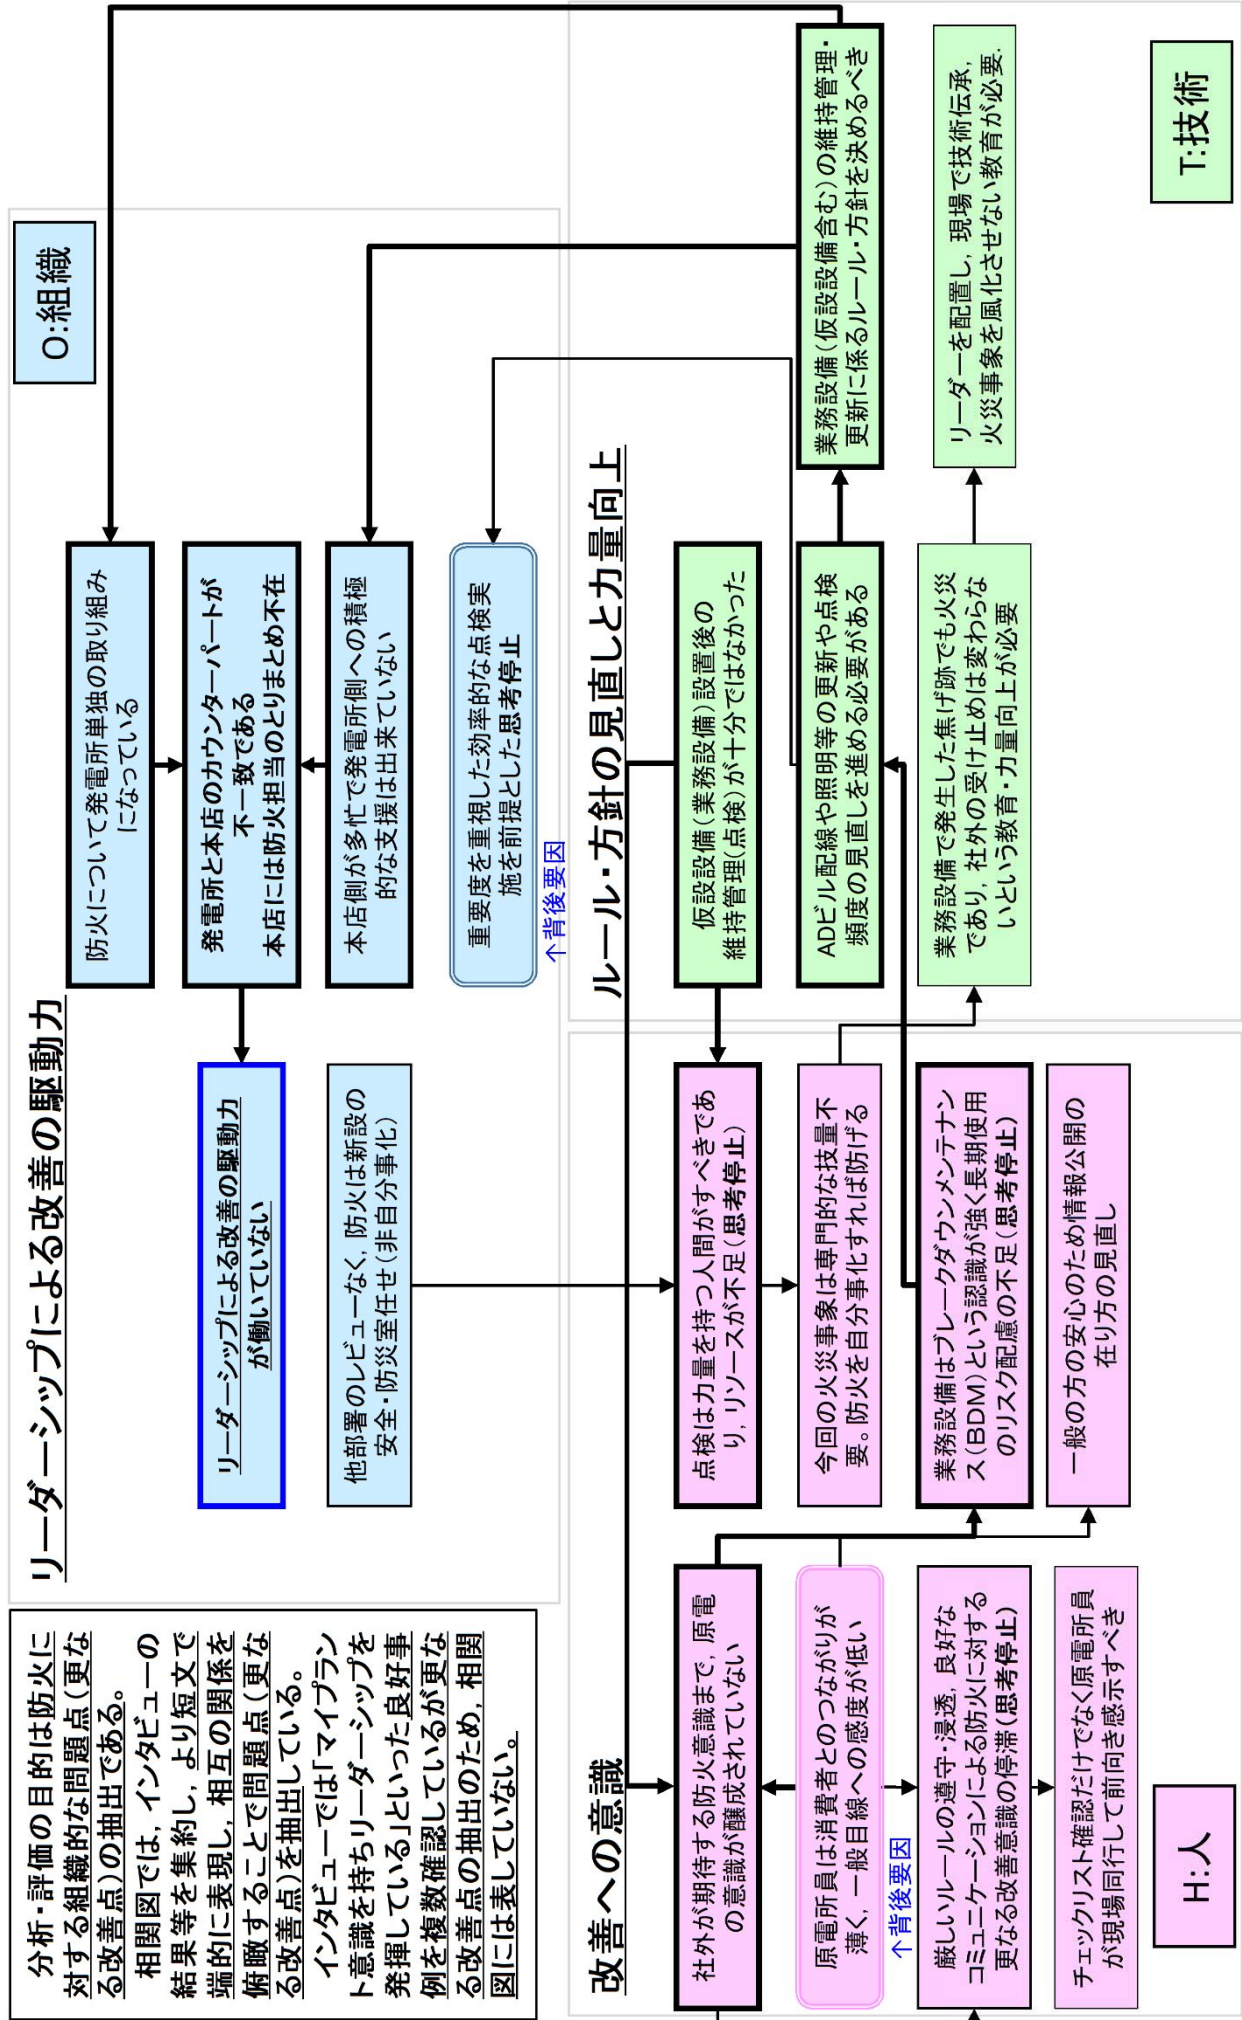 分析・評価の目的は防火に
対する組織的な問題点(更な
る改善点)の抽出である。
相関図では,インタビューの
結果等を集約し,より短文で
端的に表現し,相互の関係を
俯瞰することで問題点(更な
る改善点)を抽出している。
インタビューでは「マイプラン
ト意識を持ちリーダーシップを
発揮している」といった良好事
例を複数確認しているが更な
る改善点の抽出のため,相関
図には表していない。
リーダーシップによる改善の駆動力
O:組織
リーダーシップによる改善の駆動力
が働いていない
他部署のレビューなく,防火は新設の
安全・防災室任せ(非自分事化)
防火について発電所単独の取り組み
になっている
発電所と本店のカウンターパートが
不一致である
本店には防火担当のとりまとめ不在
本店側が多忙で発電所側への積極
的な支援は出来ていない
重要度を重視した効率的な点検実
施を前提とした思考停止
↑背後要因
改善への意識
社外が期待する防火意識まで,原電
の意識が醸成されていない
原電所員は消費者とのつながりが
薄く,一般目線への感度が低い
↑背後要因
厳しいルールの遵守・浸透,良好な
コミュニケーションによる防火に対する
更なる改善意識の停滞(思考停止)
チェックリスト確認だけでなく原電所員
が現場同行して前向き感示すべき
H:人
点検は力量を持つ人間がすべきであ
り,リソースが不足(思考停止)
今回の火災事象は専門的な技量不
要。防火を自分事化すれば防げる
業務設備はブレークダウンメンテナン
ス(BDM)という認識が強く長期使用
のリスク配慮の不足(思考停止)
一般の方の安心のため情報公開の
在り方の見直し
ルール・方針の見直しと力量向上
仮設設備(業務設備)設置後の
維持管理(点検)が十分ではなかった
ADビル配線や照明等の更新や点検
頻度の見直しを進める必要がある
業務設備で発生した焦げ跡でも火災
であり,社外の受け止めは変わらな
いという教育・力量向上が必要
業務設備(仮設設備含む)の維持管理・
更新に係るルール・方針を決めるべき
リーダーを配置し,現場で技術伝承,
火災事象を風化させない教育が必要.
T:技術